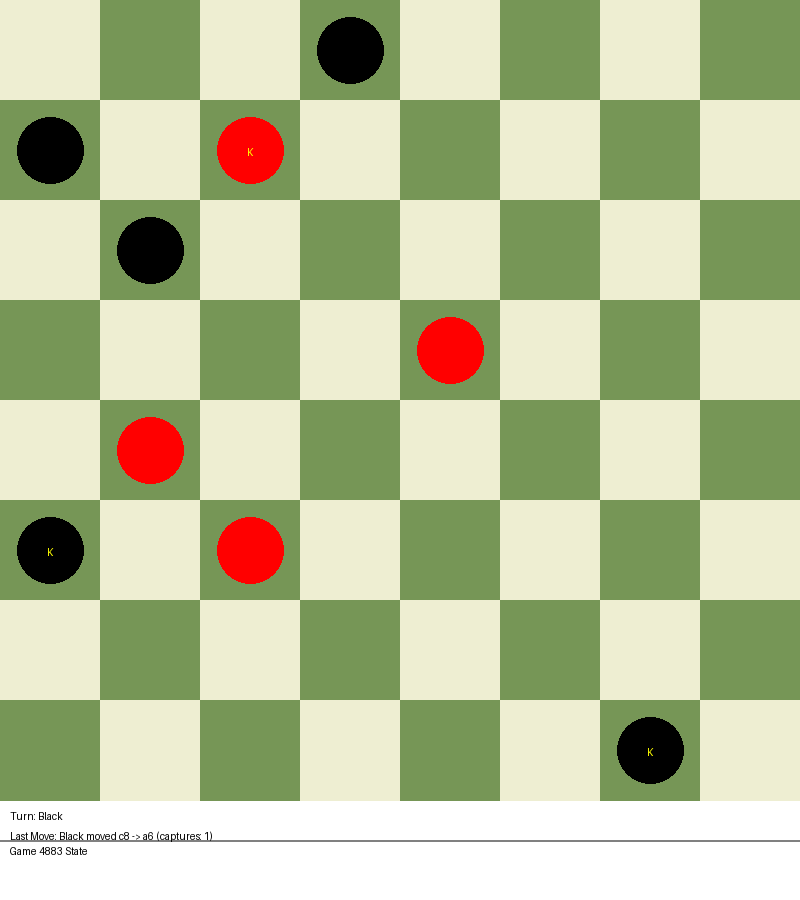 K
K
K
Turn: Black
Last Move: Black moved c8 -> a6 (captures: 1)
Game 4883 State